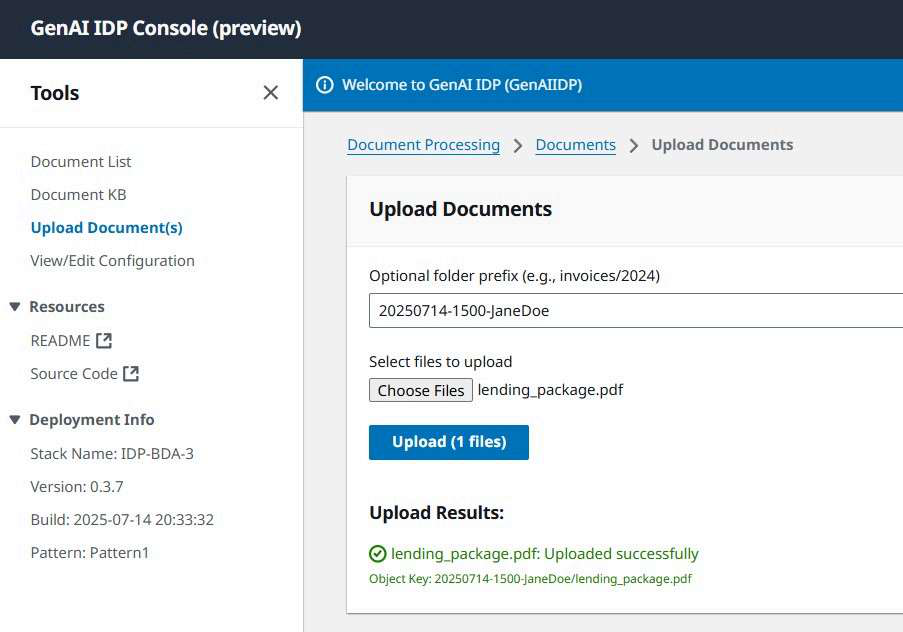 GenAI IDP Console (preview)
Tools
Document List
Document KB
Upload Document(s)
View/Edit Configuration
Resources
README
Source Code
Deployment Info
Stack Name: IDP-BDA-3
Version: 0.3.7
Build: 2025-07-14 20:33:32
Pattern: Pattern1
Welcome to GenAI IDP (GenAIIDP)
Document Processing > Documents > Upload Documents
Upload Documents
Optional folder prefix (e.g., invoices/2024)
20250714-1500-JaneDoe
Select files to upload
Choose Files lending_package.pdf
Upload (1 files)
Upload Results:
lending_package.pdf: Uploaded successfully
Object Key: 20250714-1500-JaneDoe/lending_package.pdf